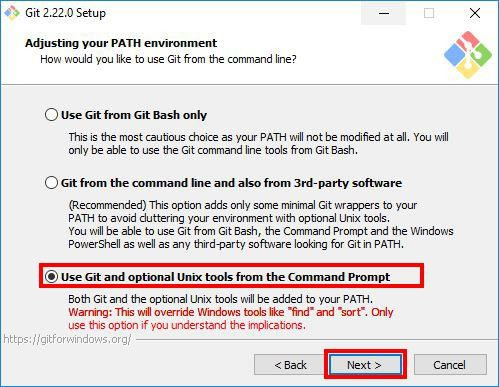 Git 2.22.0 Setup
Adjusting your PATH environment
How would you like to use Git from the command line?
Use Git from Git Bash only
This is the most cautious choice as your PATH will not be modified at all. You will
only be able to use the Git command line tools from Git Bash.
Git from the command line and also from 3rd-party software
(Recommended) This option adds only some minimal Git wrappers to your
PATH to avoid cluttering your environment with optional Unix tools.
You will be able to use Git from Git Bash, the Command Prompt and the Windows
PowerShell as well as any third-party software looking for Git in PATH.
Use Git and optional Unix tools from the Command Prompt
Both Git and the optional Unix tools will be added to your PATH.
Warning: This will override Windows tools like "find" and "sort". Only
use this option if you understand the implications.
https://gitforwindows.org/
< Back
Next >
Cancel